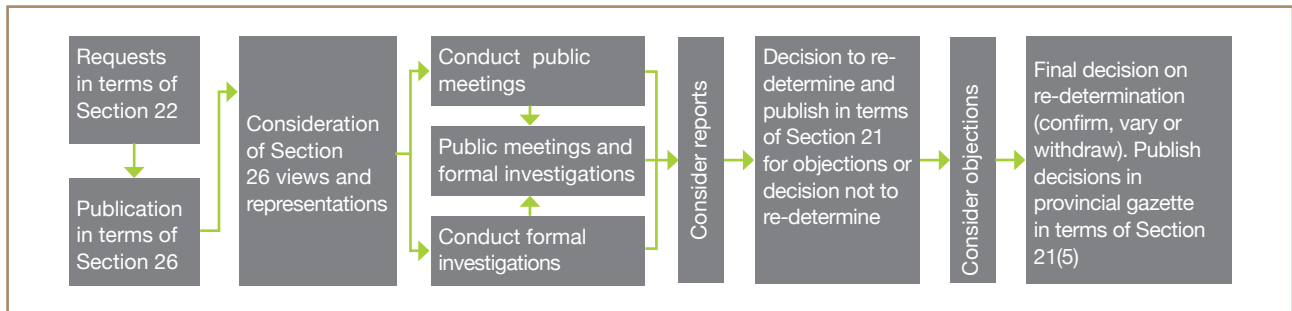 Requests
in terms of
Section 22
Publication
in terms of
Section 26
Consideration
of Section
26 views and
representations
Conduct public
meetings
Public meetings and
formal investigations
Conduct formal
investigations
Consider reports
Decision to re-
determine and
publish in terms
of Section 21
for objections or
decision not to
re-determine
Consider objections
Final decision on
re-determination
(confirm, vary or
withdraw). Publish
decisions in
provincial gazette
in terms of Section
21(5)